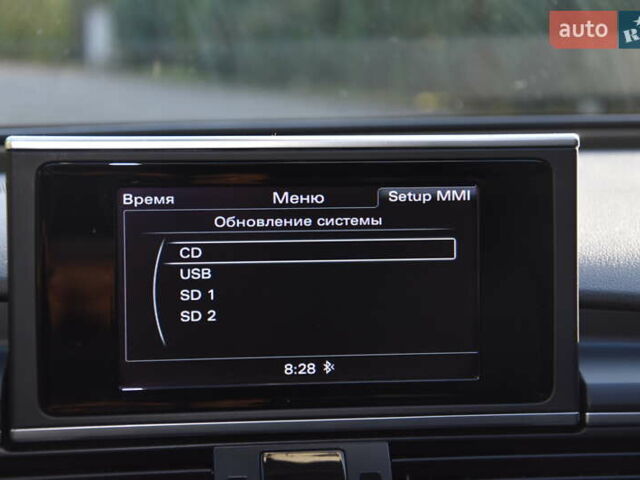 auto R
Время Меню Setup MMI
Обновление системы
CD
USB
SD 1
SD 2
8:28